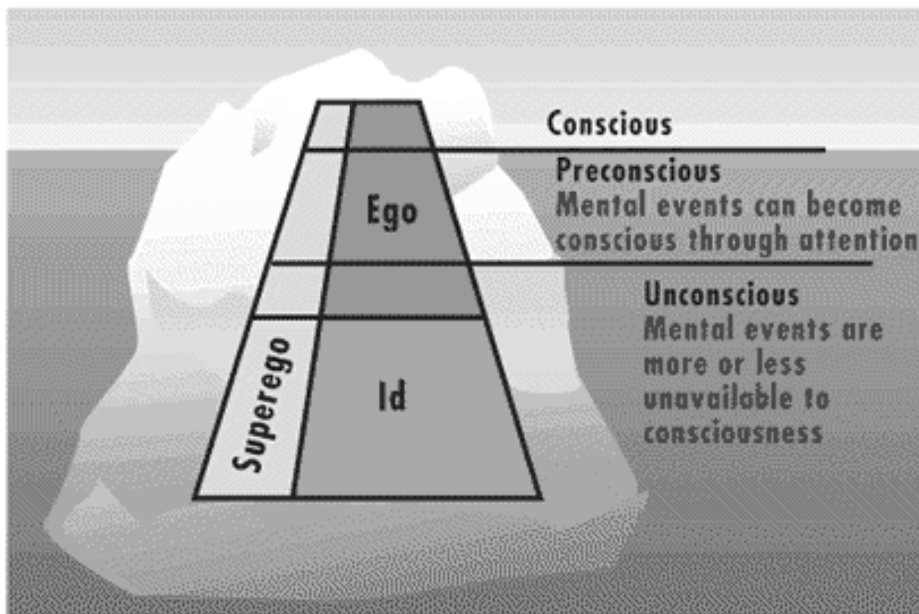 Conscious
Preconscious
Mental events can become
conscious through attention
Ego
Unconscious
Mental events are
more or less
unavailable to
consciousness
Superego
Id